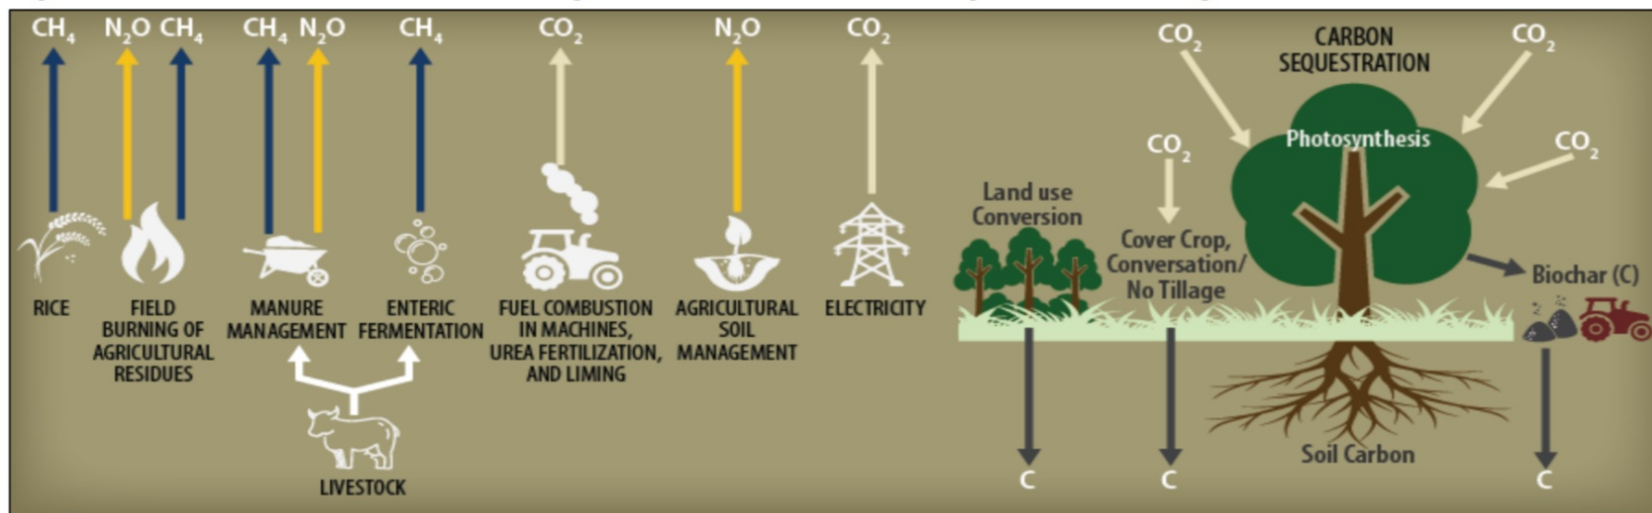 CH₄ N₂O CH₄ CH₄ N₂O CH₄ CO₂ N₂O CO₂
RICE
FIELD
BURNING OF
AGRICULTURAL
RESIDUES
MANURE
MANAGEMENT
ENTERIC
FERMENTATION
LIVESTOCK
FUEL COMBUSTION
IN MACHINES,
UREA FERTILIZATION,
AND LIMING
AGRICULTURAL
SOIL
MANAGEMENT
ELECTRICITY
CO₂
CARBON
SEQUESTRATION
CO₂
Photosynthesis
CO₂
CO₂
Land use
Conversion
Cover Crop,
Conversation/
No Tillage
Biochar (C)
Soil Carbon
C
C
C